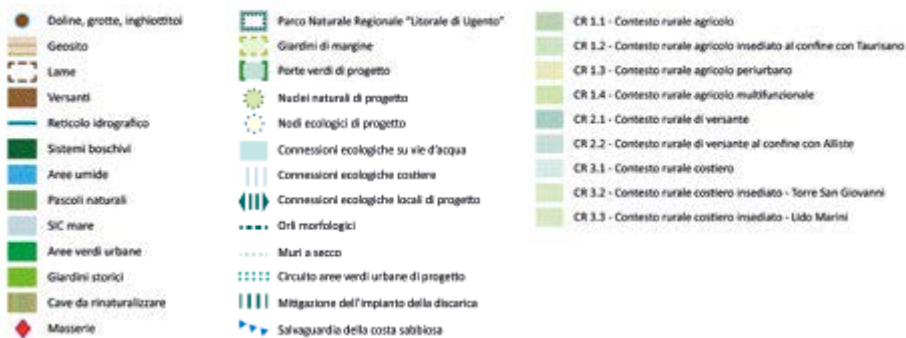 Doline, grotte, inghiottitoi
Geosito
Lame
Versanti
Reticolo idrografico
Sistemi boschivi
Aree umide
Pascoli naturali
SIC mare
Aree verdi urbane
Giardini storici
Cave da rinaturalizzare
Masserie
Parco Naturale Regionale "Litorale di Ugento"
Giardini di margine
Porte verdi di progetto
Nuclei naturali di progetto
Nodi ecologici di progetto
Connessioni ecologiche su vie d'acqua
Connessioni ecologiche costiere
Connessioni ecologiche locali di progetto
Orli morfologici
Muri a secco
Circuito aree verdi urbane di progetto
Mitigazione dell'impianto della discarica
Salvaguardia della costa sabbiosa
CR 1.1 - Contesto rurale agricolo
CR 1.2 - Contesto rurale agricolo insediato al confine con Taurisano
CR 1.3 - Contesto rurale agricolo periurbano
CR 1.4 - Contesto rurale agricolo multifunzionale
CR 2.1 - Contesto rurale di versante
CR 2.2 - Contesto rurale di versante al confine con Alliste
CR 3.1 - Contesto rurale costiero
CR 3.2 - Contesto rurale costiero insediato - Torre San Giovanni
CR 3.3 - Contesto rurale costiero insediato - Lido Marini